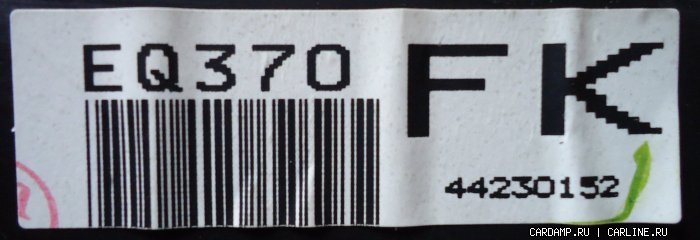 EQ370
FK
44230152
CARDAMP.RU | CARLINE.RU